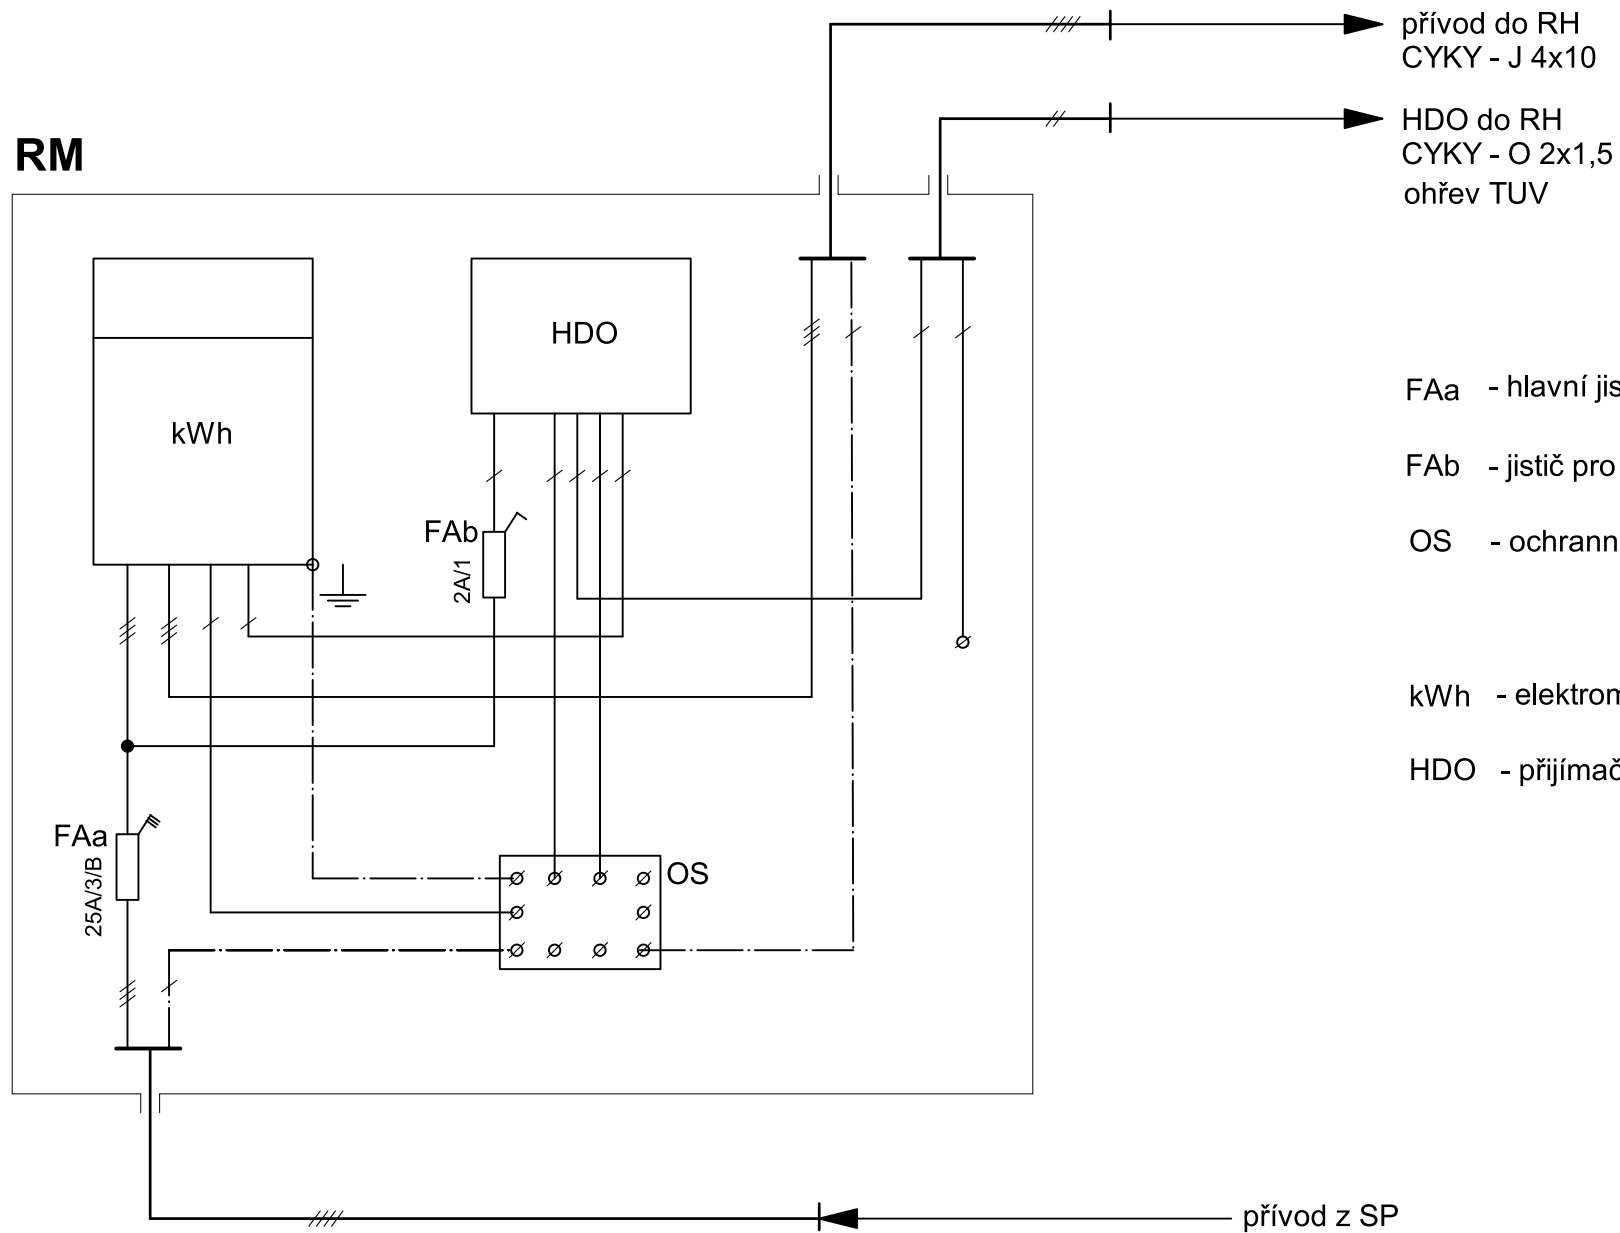 přívod do RH
CYKY - J 4x10
HDO do RH
CYKY - O 2x1,5
ohřev TUV
RM
HDO
kWh
FAb
2A/1
FAa
25A/3/B
OS
FAa - hlavní jis
FAb - jistič pro
OS - ochrann
kWh - elektrom
HDO - přijímač
přívod z SP